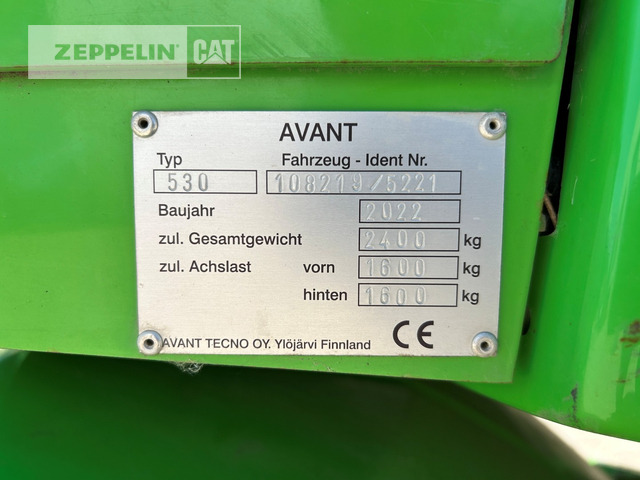 ZEPPELIN CAT
AVANT
Typ Fahrzeug - Ident Nr.
530 108219/5221
Baujahr 2022
zul. Gesamtgewicht 2400 kg
zul. Achslast vorn 1600 kg
hinten 1600 kg
AVANT TECNO OY. Ylöjärvi Finnland CE